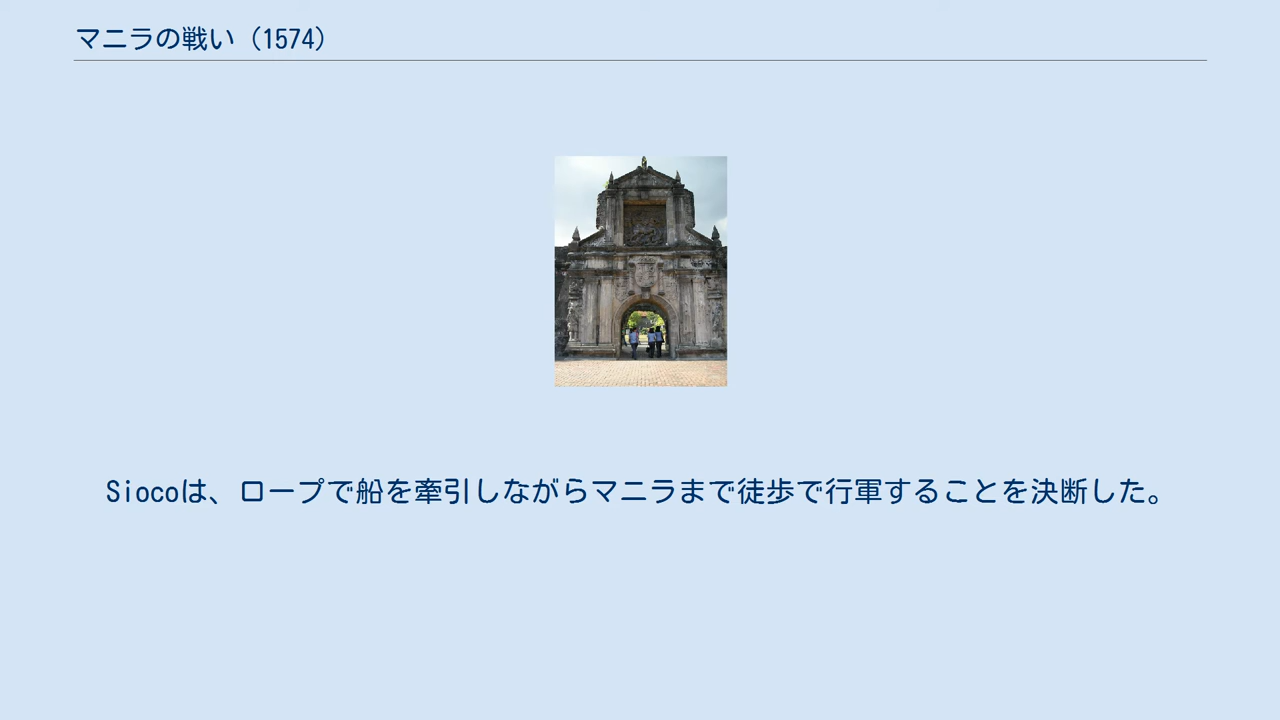 マニラの戦い（1574）
Siocoは、ロープで船を牽引しながらマニラまで徒歩で行軍することを決断した。